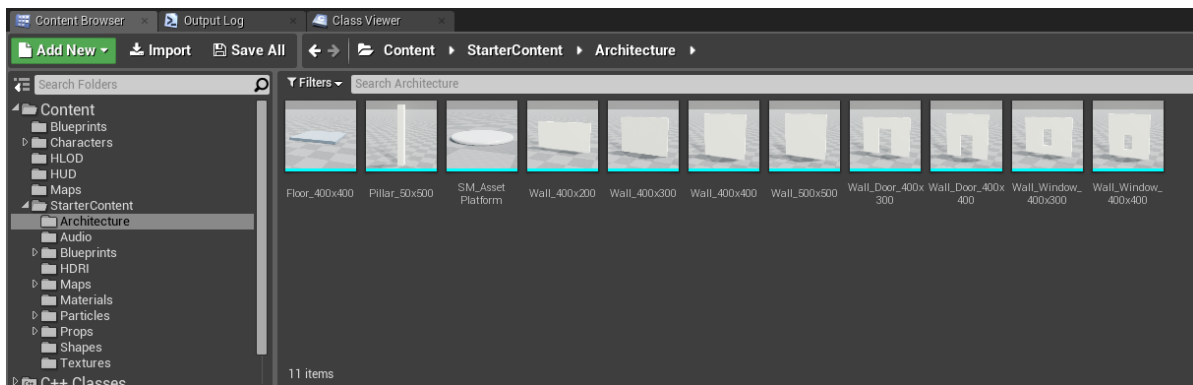 Content Browser
Output Log
Class Viewer
Add New
Import
Save All
Content
StarterContent
Architecture
Search Folders
Content
Blueprints
Characters
HLOD
HUD
Maps
StarterContent
Architecture
Audio
Blueprints
HDRI
Maps
Materials
Particles
Props
Shapes
Textures
C++ Classes
Filters
Search Architecture
Floor_400x400
Pillar_50x500
SM_Asset
Platform
Wall_400x200
Wall_400x300
Wall_400x400
Wall_500x500
Wall_Door_400x
300
Wall_Door_400x
400
Wall_Window_
400x300
Wall_Window_
400x400
11 items